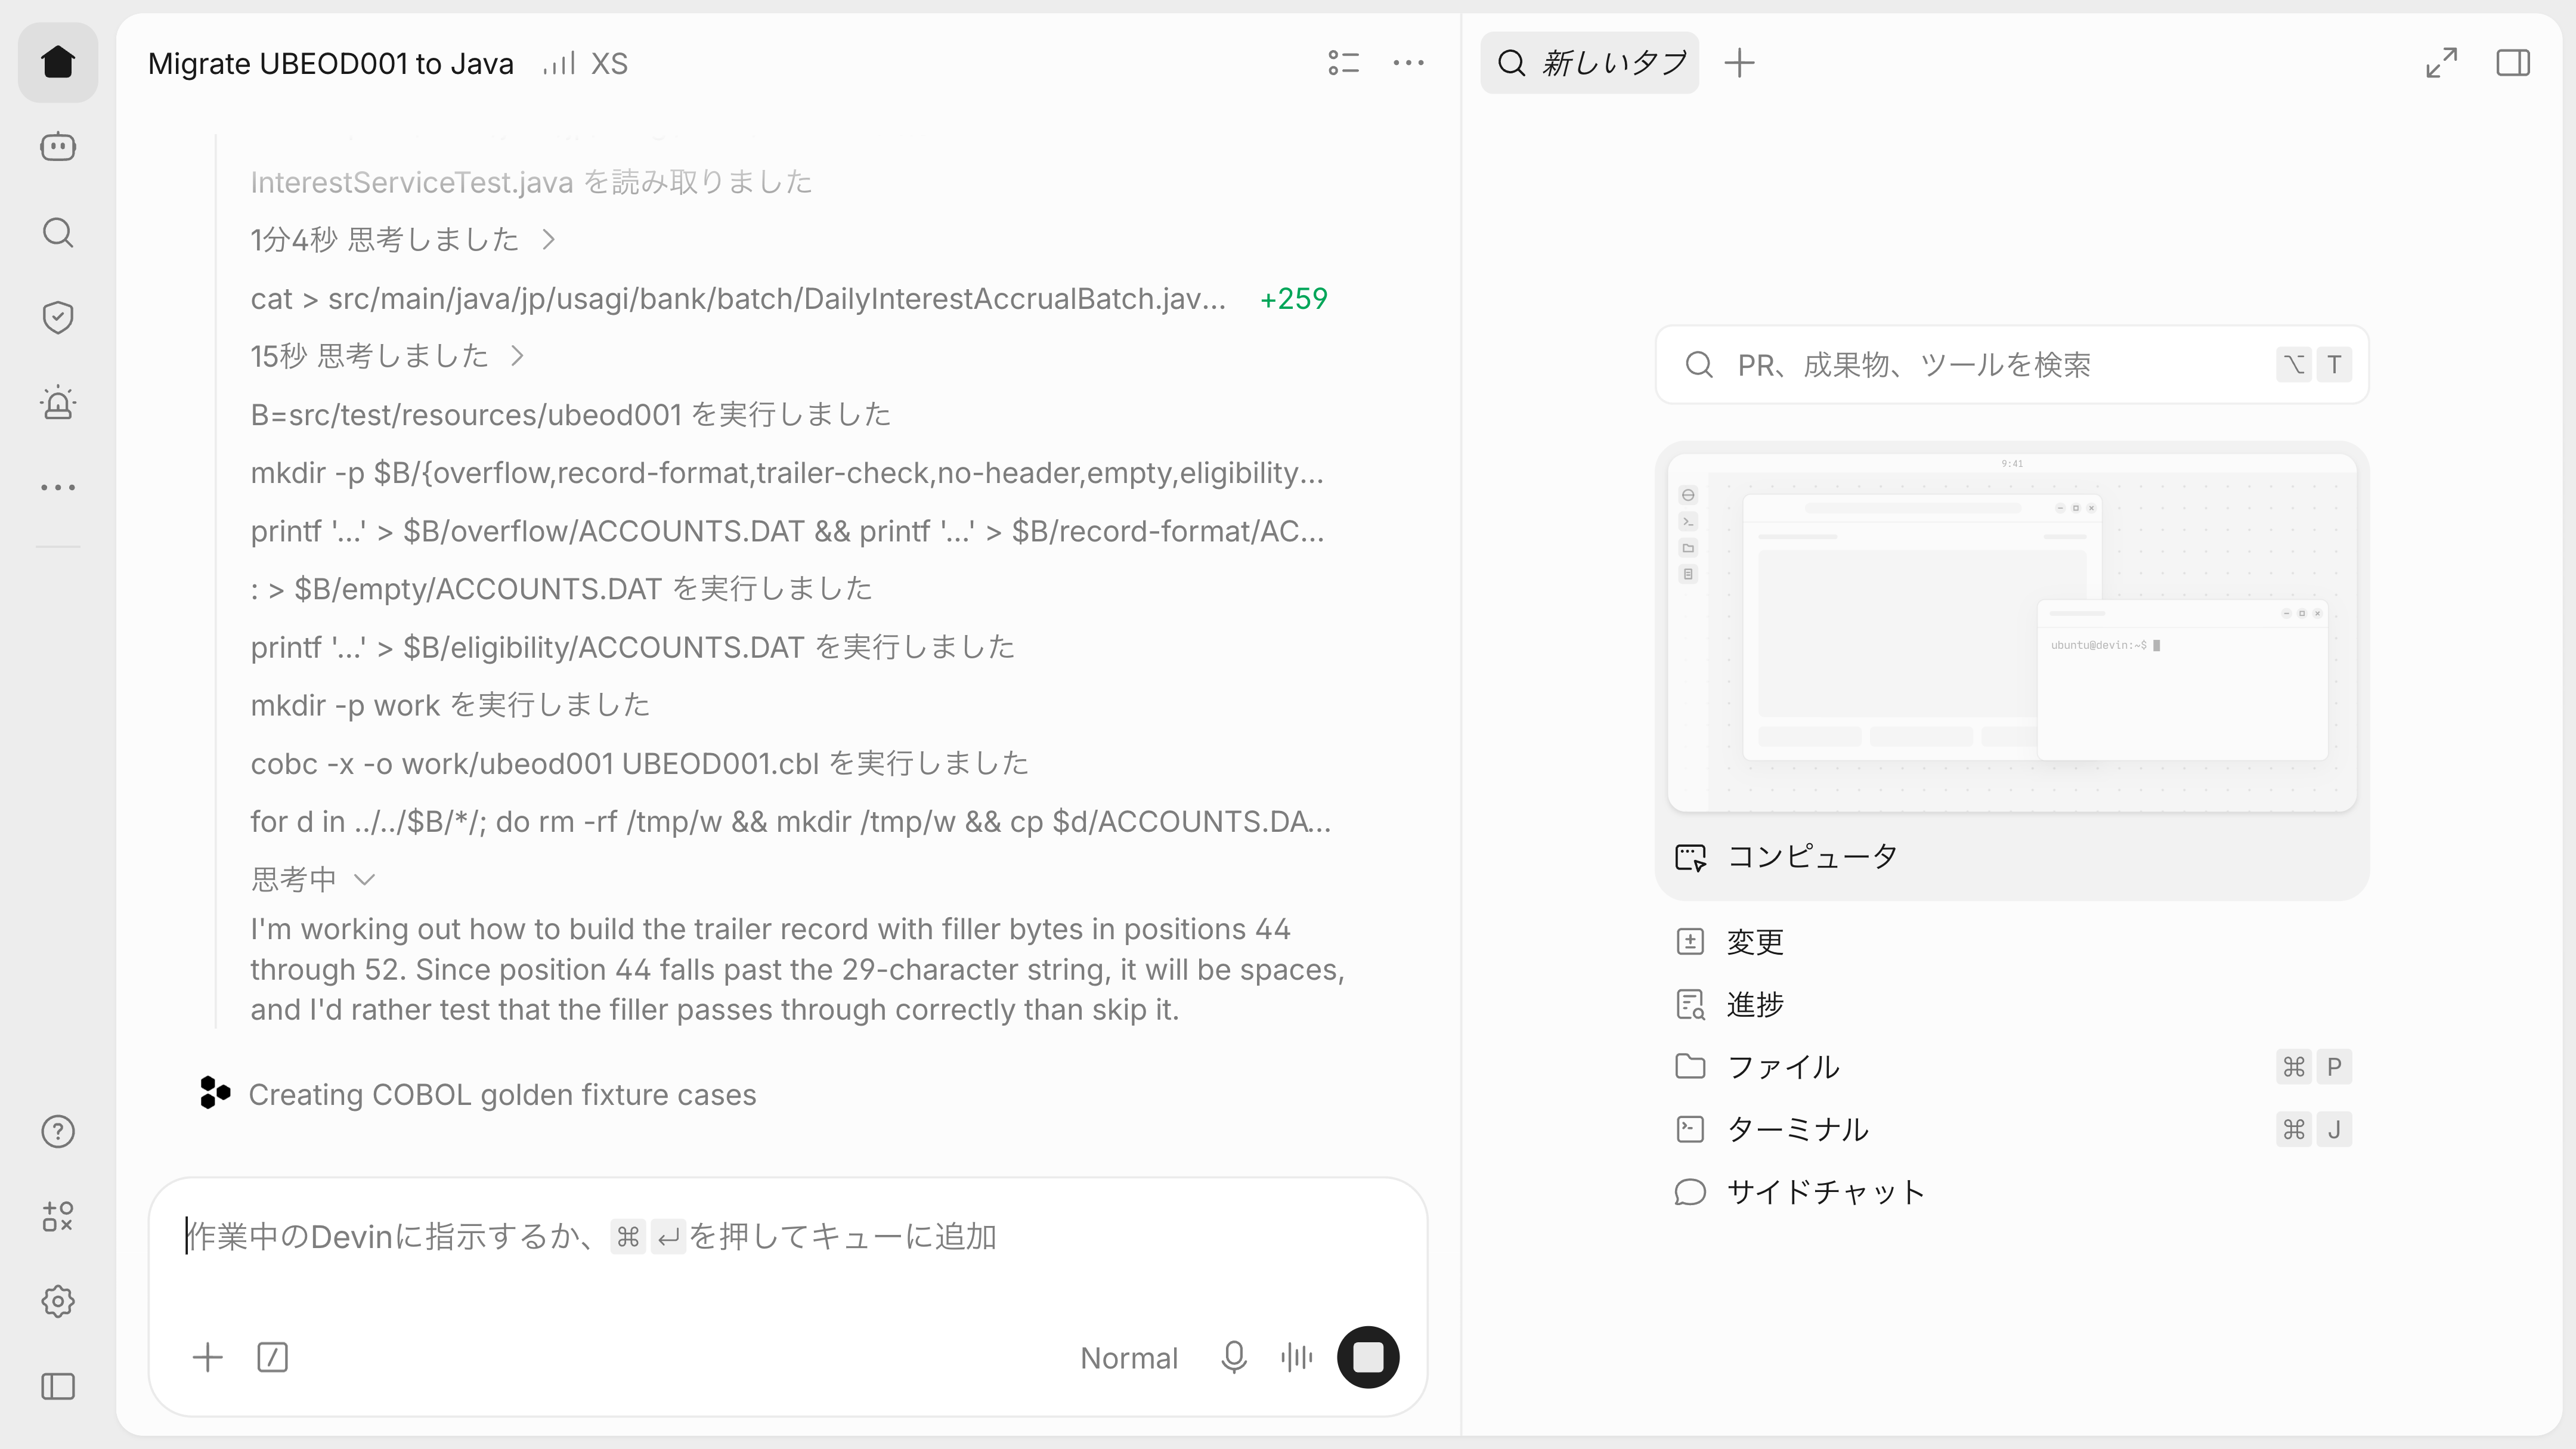 Migrate UBEOD001 to Java XS
InterestServiceTest.java を読み取りました
1分4秒 思考しました
cat > src/main/java/jp/usagi/bank/batch/DailyInterestAccrualBatch.jav... +259
15秒 思考しました
B=src/test/resources/ubeod001 を実行しました
mkdir -p $B/{overflow,record-format,trailer-check,no-header,empty,eligibility...
printf '...' > $B/overflow/ACCOUNTS.DAT && printf '...' > $B/record-format/AC...
: > $B/empty/ACCOUNTS.DAT を実行しました
printf '...' > $B/eligibility/ACCOUNTS.DAT を実行しました
mkdir -p work を実行しました
cobc -x -o work/ubeod001 UBEOD001.cbl を実行しました
for d in ../../$B/*/; do rm -rf /tmp/w && mkdir /tmp/w && cp $d/ACCOUNTS.DA...
思考中
I'm working out how to build the trailer record with filler bytes in positions 44
through 52. Since position 44 falls past the 29-character string, it will be spaces,
and I'd rather test that the filler passes through correctly than skip it.
Creating COBOL golden fixture cases
作業中のDevinに指示するか、⌘ ↵ を押してキューに追加
Normal
新しいタブ
PR、成果物、ツールを検索 ⌥ T
9:41
ubuntu@devin:~$
コンピュータ
変更
進捗
ファイル ⌘ P
ターミナル ⌘ J
サイドチャット